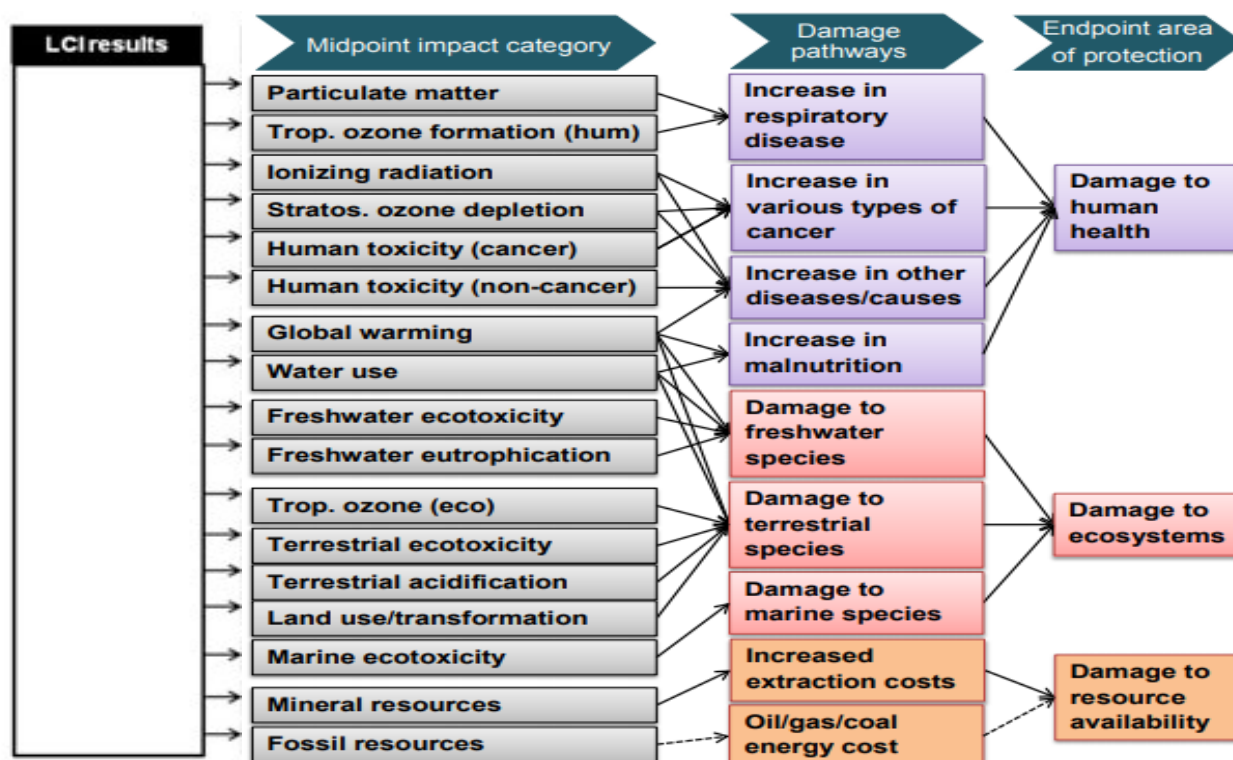 LCI results
Midpoint impact category
Damage
pathways
Endpoint area
of protection
Particulate matter
Trop. ozone formation (hum)
Ionizing radiation
Stratos. ozone depletion
Human toxicity (cancer)
Human toxicity (non-cancer)
Global warming
Water use
Freshwater ecotoxicity
Freshwater eutrophication
Trop. ozone (eco)
Terrestrial ecotoxicity
Terrestrial acidification
Land use/transformation
Marine ecotoxicity
Mineral resources
Fossil resources
Increase in
respiratory
disease
Increase in
various types of
cancer
Increase in other
diseases/causes
Increase in
malnutrition
Damage to
freshwater
species
Damage to
terrestrial
species
Damage to
marine species
Increased
extraction costs
Oil/gas/coal
energy cost
Damage to
human
health
Damage to
ecosystems
Damage to
resource
availability